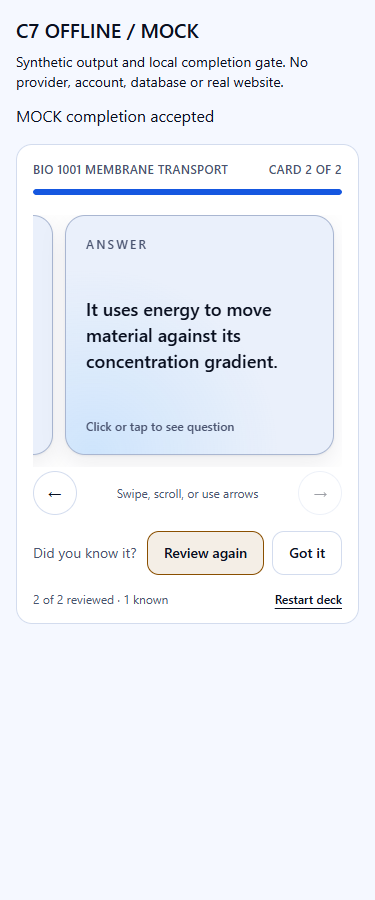 C7 OFFLINE / MOCK
Synthetic output and local completion gate. No
provider, account, database or real website.
MOCK completion accepted
BIO 1001 MEMBRANE TRANSPORT CARD 2 OF 2
ANSWER
It uses energy to move
material against its
concentration gradient.
Click or tap to see question
← Swipe, scroll, or use arrows →
Did you know it? Review again Got it
2 of 2 reviewed · 1 known Restart deck